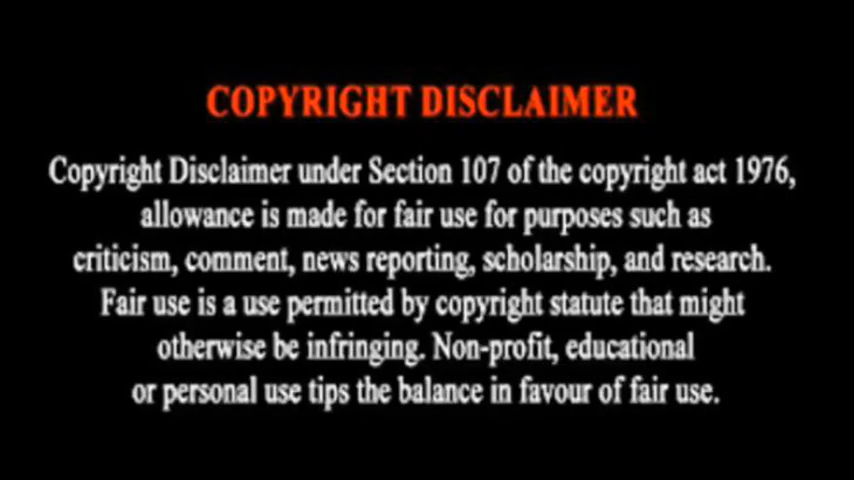 COPYRIGHT DISCLAIMER
Copyright Disclaimer under Section 107 of the copyright act 1976,
allowance is made for fair use for purposes such as
criticism, comment, news reporting, scholarship, and research.
Fair use is a use permitted by copyright statute that might
otherwise be infringing. Non-profit, educational
or personal use tips the balance in favour of fair use.